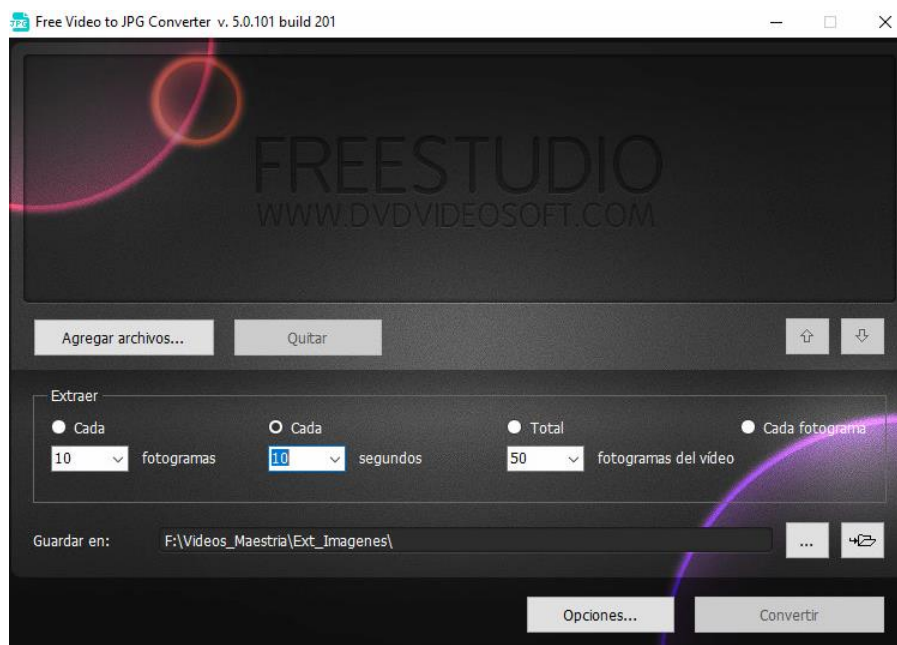 JPG Free Video to JPG Converter v. 5.0.101 build 201
FREESTUDIO
WWW.DVDVIDEOSOFT.COM
Agregar archivos... Quitar
Extraer
Cada Cada Total Cada fotograma
10 fotogramas 10 segundos 50 fotogramas del vídeo
Guardar en: F:\Videos_Maestria\Ext_Imagenes\ ...
Opciones... Convertir